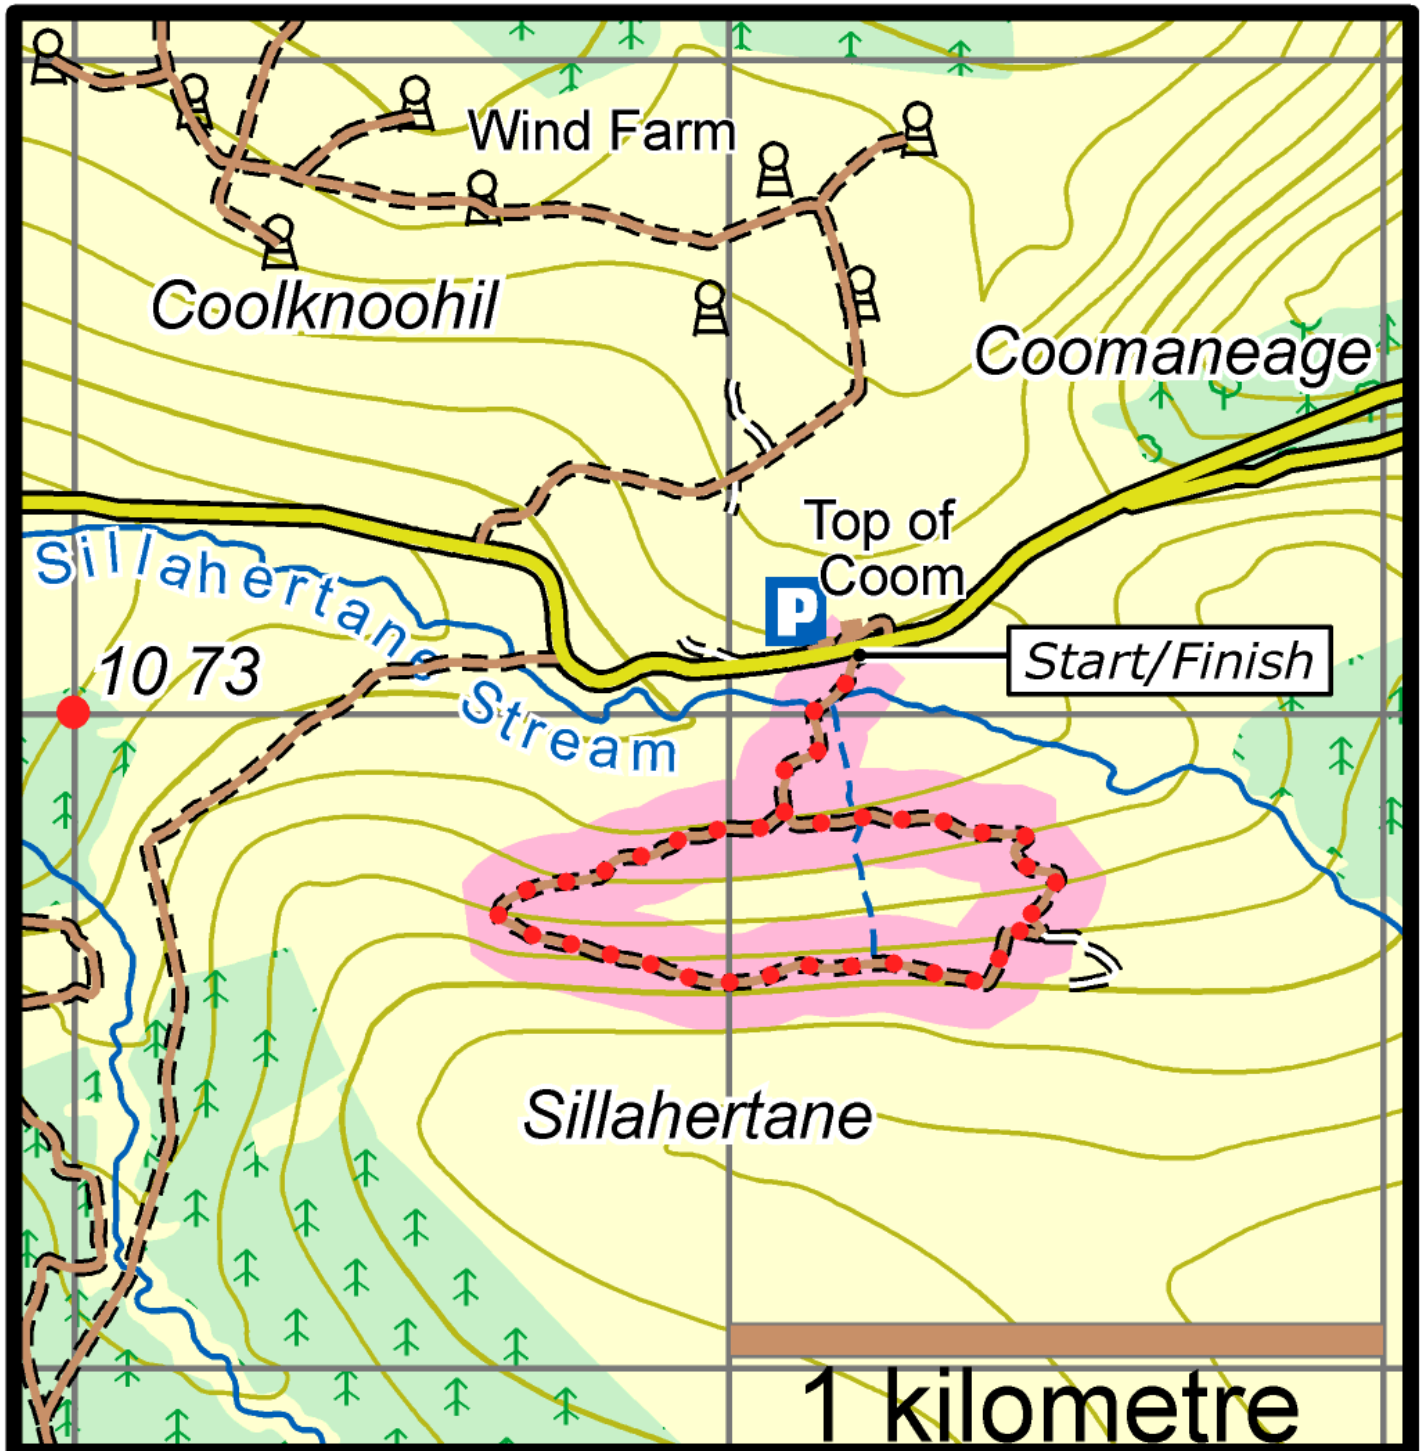 Wind Farm
Coolknoohil
Coomaneage
Top of
Coom
P
Sillahertane
Stream
Start/Finish
10 73
Sillahertane
1 kilometre